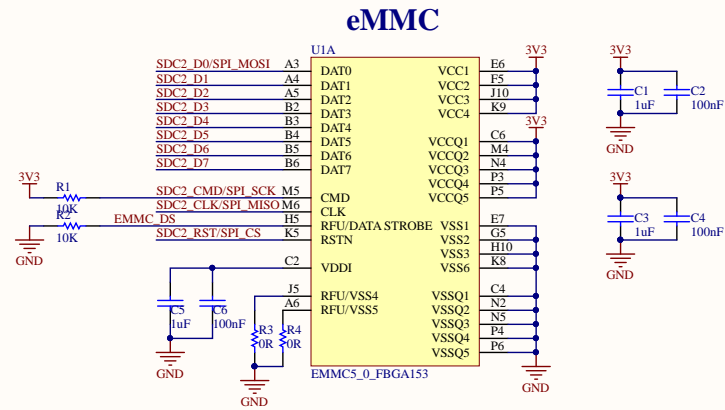 eMMC
U1A
SDC2_D0/SPI_MOSI A3 DAT0 VCC1 E6 3V3
SDC2_D1 A4 DAT1 VCC2 F5
SDC2_D2 A5 DAT2 VCC3 J10
SDC2_D3 B2 DAT3 VCC4 K9
SDC2_D4 B3 DAT4 3V3
SDC2_D5 B4 DAT5 VCCQ1 C6
SDC2_D6 B5 DAT6 VCCQ2 M4
SDC2_D7 B6 DAT7 VCCQ3 N4
VCCQ4 P3
VCCQ5 P5
3V3 R1 10K SDC2_CMD/SPI_SCK M5 CMD
SDC2_CLK/SPI_MISO M6 CLK
GND R2 10K EMMC_DS H5 RFU/DATA STROBE VSS1 E7
SDC2_RST/SPI_CS K5 RSTN VSS2 G5
VSS3 H10
C2 VDDI VSS6 K8
J5 RFU/VSS4 VSSQ1 C4
A6 RFU/VSS5 VSSQ2 N2
VSSQ3 N5
VSSQ4 P4
VSSQ5 P6
C5 1uF
C6 100nF
GND
R3 0R
R4 0R
GND
EMMC5_0_FBGA153
GND
3V3
C1 1uF
C2 100nF
GND
3V3
C3 1uF
C4 100nF
GND